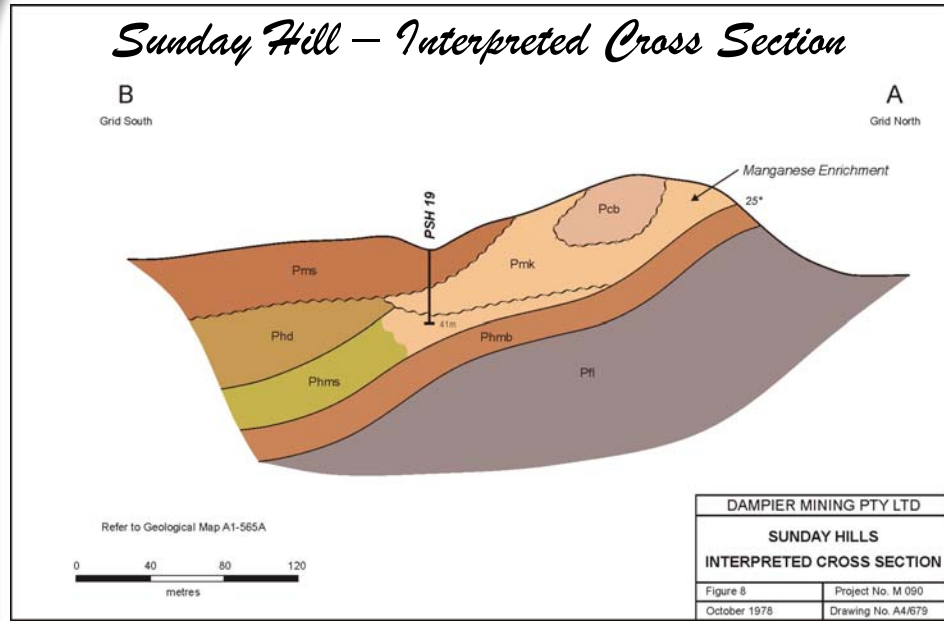 Sunday Hill – Interpreted Cross Section
B
Grid South
A
Grid North
Manganese Enrichment
25°
PSH 19
Pcb
Pms
Pmk
41m
Phd
Phmb
Phms
Pfl
Refer to Geological Map A1-565A
0 40 80 120
metres
DAMPIER MINING PTY LTD
SUNDAY HILLS
INTERPRETED CROSS SECTION
Figure 8 Project No. M 090
October 1978 Drawing No. A4/679